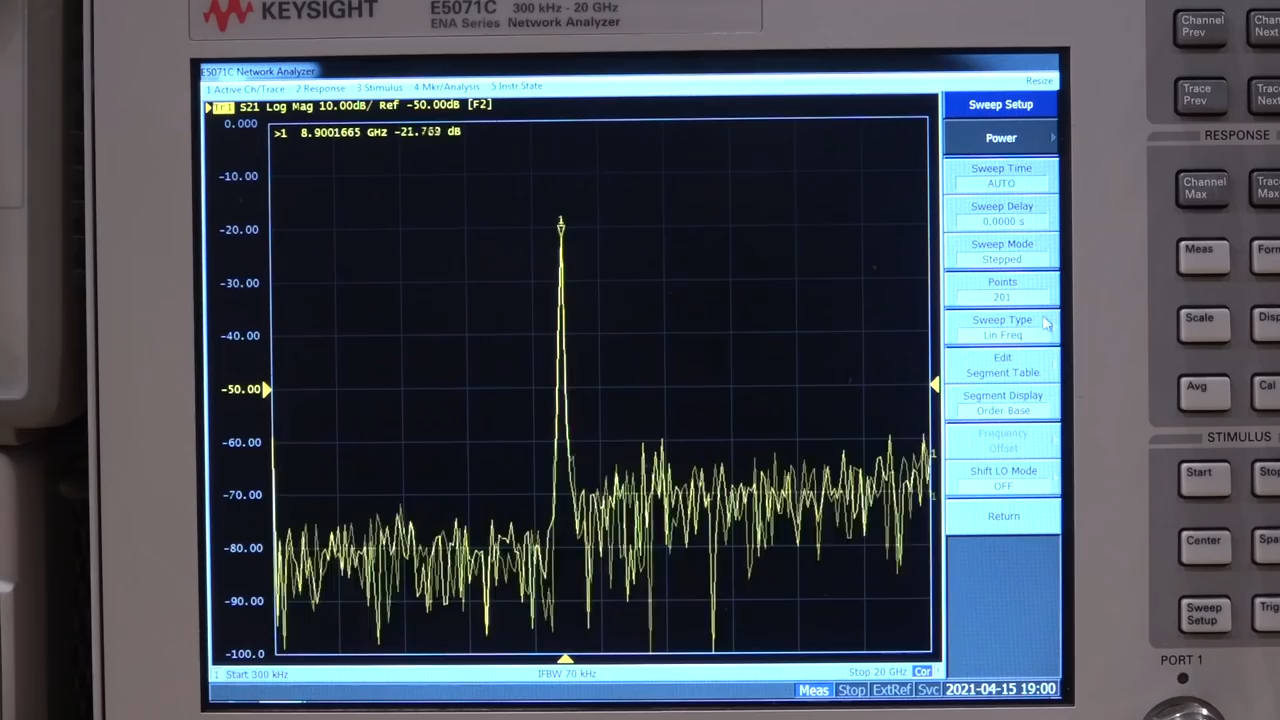 KEYSIGHT E5071C 300 kHz - 20 GHz
ENA Series Network Analyzer
E5071C Network Analyzer
1 Active Ch/Trace 2 Response 3 Stimulus 4 Mkr/Analysis 5 Instr State
Resize
Tr1 S21 Log Mag 10.00dB/ Ref -50.00dB [F2]
>1 8.9001665 GHz -21.769 dB
0.000
-10.00
-20.00
-30.00
-40.00
-50.00
-60.00
-70.00
-80.00
-90.00
-100.0
1
1 Start 300 kHz
IFBW 70 kHz
Stop 20 GHz Cor
Meas Stop ExtRef Svc 2021-04-15 19:00
Sweep Setup
Power
Sweep Time
AUTO
Sweep Delay
0.0000 s
Sweep Mode
Stepped
Points
201
Sweep Type
Lin Freq
Edit
Segment Table
Segment Display
Order Base
Frequency
Offset
Shift LO Mode
OFF
Return
Channel
Prev
Trace
Prev
RESPONSE
Channel
Max
Meas
Scale
Avg
Cal
STIMULUS
Start
Center
Sweep
Setup
PORT 1